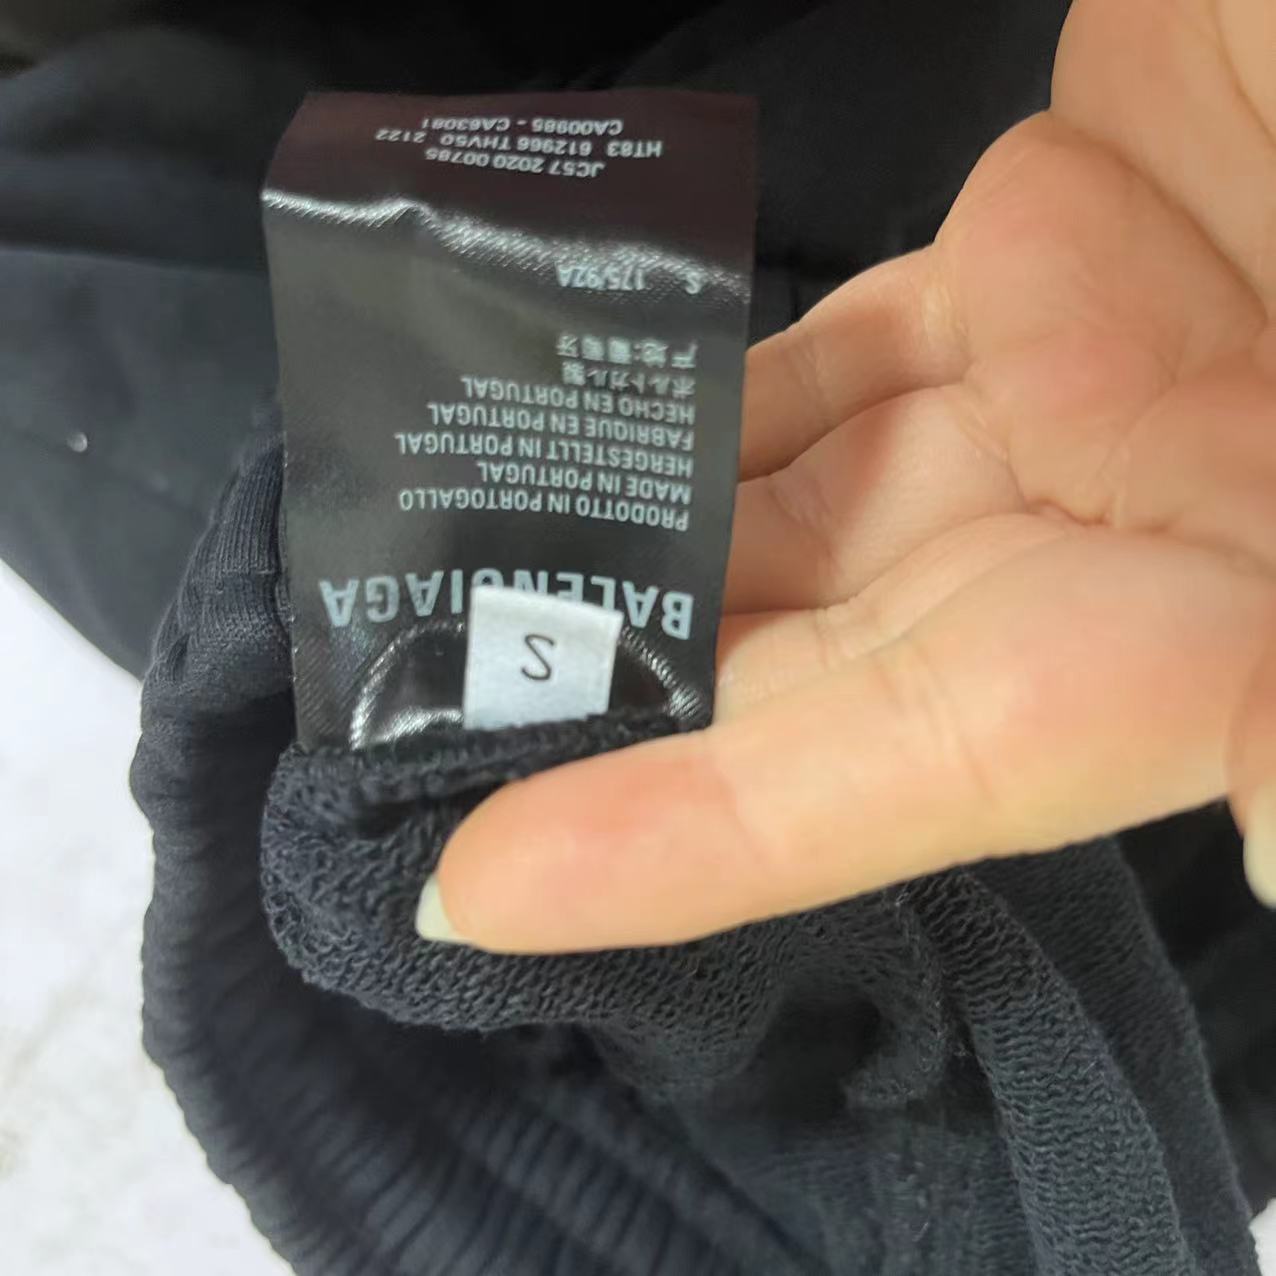 S
BALENCIAGA
PRODOTTO IN PORTOGALLO
MADE IN PORTUGAL
HERGESTELLT IN PORTUGAL
FABRIQUE EN PORTUGAL
HECHO EN PORTUGAL
ポルトガル製
产地:葡萄牙
S 175/92A
JC57 2020 00785
HT83 612966 THV50 2122
CA00985 - CA63081